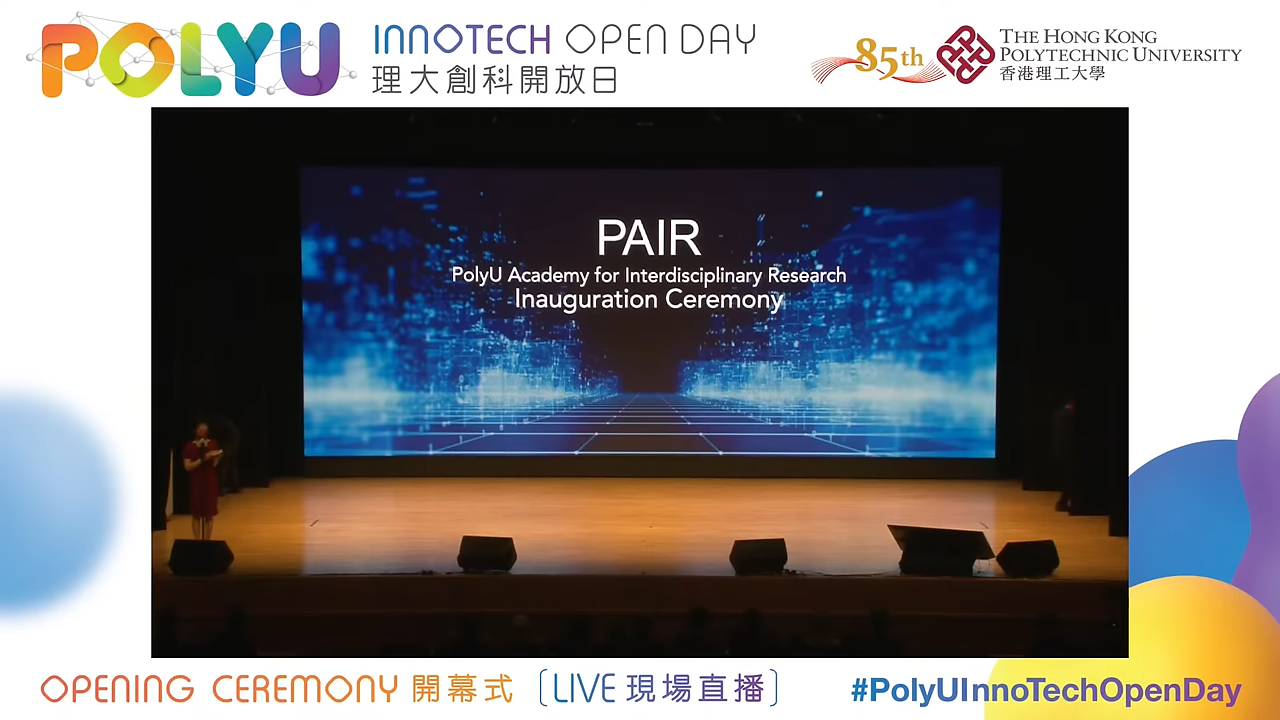 POLYU
INNOTECH OPEN DAY
理大創科開放日
85th
THE HONG KONG
POLYTECHNIC UNIVERSITY
香港理工大學
PAIR
PolyU Academy for Interdisciplinary Research
Inauguration Ceremony
OPENING CEREMONY 開幕式 [LIVE 現場直播]
#PolyUInnoTechOpenDay